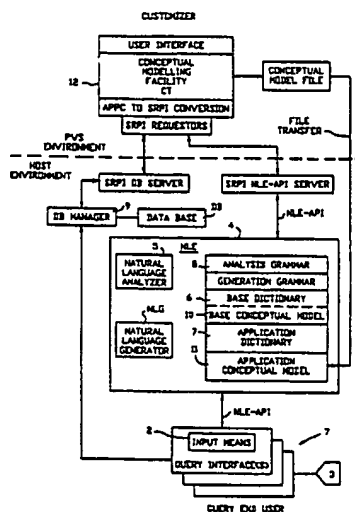 CUSTOMIZER
USER INTERFACE
12
CONCEPTUAL
MODELLING
FACILITY
CT
APPC TO SRPI CONVERSION
SRPI REQUESTORS
CONCEPTUAL
MODEL FILE
FILE
TRANSFER
PVS ENVIRONMENT
HOST
ENVIRONMENT
SRPI DB SERVER
SRPI NLE-API SERVER
9
DB MANAGER
DATA BASE
DB
NLE-API
4
5
NLE
NATURAL
LANGUAGE
ANALYZER
8
ANALYSIS GRAMMAR
GENERATION GRAMMAR
6
BASE DICTIONARY
10
BASE CONCEPTUAL MODEL
NLG
NATURAL
LANGUAGE
GENERATOR
7
APPLICATION
DICTIONARY
11
APPLICATION
CONCEPTUAL MODEL
NLE-API
2
INPUT MEANS
7
QUERY INTERFACE(S)
3
QUERY END USER